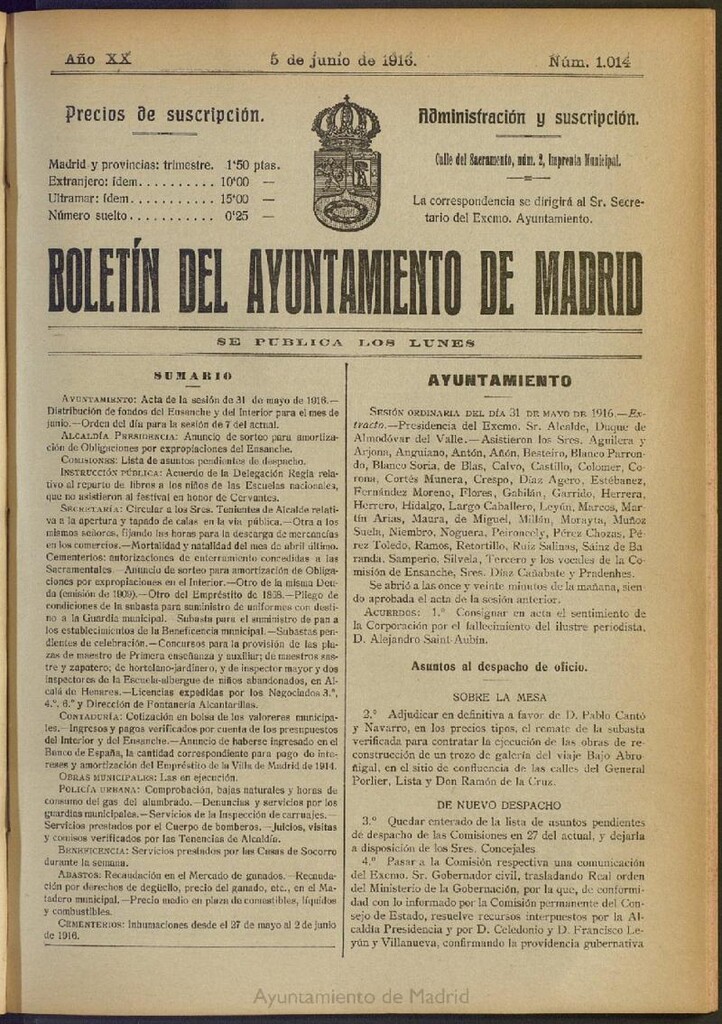 Año XX
5 de junio de 1916.
Núm. 1.014
Precios de suscripción.
Madrid y provincias: trimestre. 1'50 ptas.
Extranjero: ídem.......... 10'00 —
Ultramar: ídem........... 15'00 —
Número suelto........... 0'25 —
Administración y suscripción.
Calle del Sacramento, núm. 2, Imprenta Municipal.
La correspondencia se dirigirá al Sr. Secre-
tario del Excmo. Ayuntamiento.
BOLETÍN DEL AYUNTAMIENTO DE MADRID
SE PUBLICA LOS LUNES
SUMARIO
AYUNTAMIENTO: Acta de la sesión de 31 de mayo de 1916.—
Distribución de fondos del Ensanche y del Interior para el mes de
junio.—Orden del día para la sesión de 7 del actual.
ALCALDÍA PRESIDENCIA: Anuncio de sorteo para amortiza-
ción de Obligaciones por expropiaciones del Ensanche.
COMISIONES: Lista de asuntos pendientes de despacho.
INSTRUCCIÓN PÚBLICA: Acuerdo de la Delegación Regia rela-
tivo al reparto de libros a los niños de las Escuelas nacionales,
que no asistieron al festival en honor de Cervantes.
SECRETARÍA: Circular a los Sres. Tenientes de Alcalde relati-
va a la apertura y tapado de calas en la vía pública.—Otra a los
mismos señores, fijando las horas para la descarga de mercancías
en los comercios.—Mortalidad y natalidad del mes de abril último.
Cementerios: autorizaciones de enterramiento concedidas a las
Sacramentales.—Anuncio de sorteo para amortización de Obliga-
ciones por expropiaciones en el Interior.—Otro de la misma Deu-
da (emisión de 1909).—Otro del Empréstito de 1868.—Pliego de
condiciones de la subasta para suministro de uniformes con desti-
no a la Guardia municipal. Subasta para el suministro de pan a
los establecimientos de la Beneficencia municipal.—Subastas pen-
dientes de celebración.—Concursos para la provisión de las pla-
zas de maestro de Primera enseñanza y auxiliar; de maestros sas-
tre y zapatero; de hortelano-jardinero, y de inspector mayor y dos
inspectores de la Escuela-albergue de niños abandonados, en Al-
calá de Henares.—Licencias expedidas por los Negociados 3.º,
4.º, 6.º y Dirección de Fontanería Alcantarillas.
CONTADURÍA: Cotización en bolsa de los valoreres municipa-
les.—Ingresos y pagos verificados por cuenta de los presupuestos
del Interior y del Ensanche.—Anuncio de haberse ingresado en el
Banco de España, la cantidad correspondiente para pago de inte-
reses y amortización del Empréstito de la Villa de Madrid de 1914.
OBRAS MUNICIPALES: Las en ejecución.
POLICÍA URBANA: Comprobación, bajas naturales y horas de
consumo del gas del alumbrado.—Denuncias y servicios por los
guardias municipales.—Servicios de la Inspección de carruajes.—
Servicios prestados por el Cuerpo de bomberos.—Juicios, visitas
y comisos verificados por las Tenencias de Alcaldía.
BENEFICENCIA: Servicios prestados por las Casas de Socorro
durante la semana.
ABASTOS: Recaudación en el Mercado de ganados.—Recauda-
ción por derechos de degüello, precio del ganado, etc., en el Ma-
tadero municipal.—Precio medio en plaza de comestibles, líquidos
y combustibles.
CEMENTERIOS: Inhumaciones desde el 27 de mayo al 2 de junio
de 1916.
AYUNTAMIENTO
SESIÓN ORDINARIA DEL DÍA 31 DE MAYO DE 1916.—Ex-
tracto.—Presidencia del Excmo. Sr. Alcalde, Duque de
Almodóvar del Valle.—Asistieron los Sres. Aguilera y
Arjona, Anguiano, Antón, Añón, Besteiro, Blanco Parron-
do, Blanco Soria, de Blas, Calvo, Castillo, Colomer, Co-
rona, Cortés Munera, Crespo, Díaz Agero, Estébanez,
Fernández Moreno, Flores, Gabilán, Garrido, Herrera,
Herrero, Hidalgo, Largo Caballero, Leyún, Marcos, Mar-
tín Arias, Maura, de Miguel, Millán, Morayta, Muñoz
Suela, Niembro, Noguera, Peironcely, Pérez Chozas, Pé-
rez Toledo, Ramos, Retortillo, Ruiz Salinas, Sáinz de Ba-
randa, Samperio, Silvela, Tercero y los vocales de la Co-
misión de Ensanche, Sres. Díaz Cañabate y Pradenhes.
Se abrió a las once y veinte minutos de la mañana, sien-
do aprobada el acta de la sesión anterior.
ACUERDOS: 1.º Consignar en acta el sentimiento de
la Corporación por el fallecimiento del ilustre periodista,
D. Alejandro Saint-Aubín.
Asuntos al despacho de oficio.
SOBRE LA MESA
2.º Adjudicar en definitiva a favor de D. Pablo Cantó
y Navarro, en los precios tipos, el remate de la subasta
verificada para contratar la ejecución de las obras de re-
construcción de un trozo de galería del viaje Bajo Abro-
ñigal, en el sitio de confluencia de las calles del General
Porlier, Lista y Don Ramón de la Cruz.
DE NUEVO DESPACHO
3.º Quedar enterado de la lista de asuntos pendientes
de despacho de las Comisiones en 27 del actual, y dejarla
a disposición de los Sres. Concejales
4.º Pasar a la Comisión respectiva una comunicación
del Excmo. Sr. Gobernador civil, trasladando Real orden
del Ministerio de la Gobernación, por la que, de conformi-
dad con lo informado por la Comisión permanente del Con-
sejo de Estado, resuelve recursos interpuestos por la Al-
caldía Presidencia y por D. Celedonio y D. Francisco Le-
yún y Villanueva, confirmando la providencia gubernativa
Ayuntamiento de Madrid